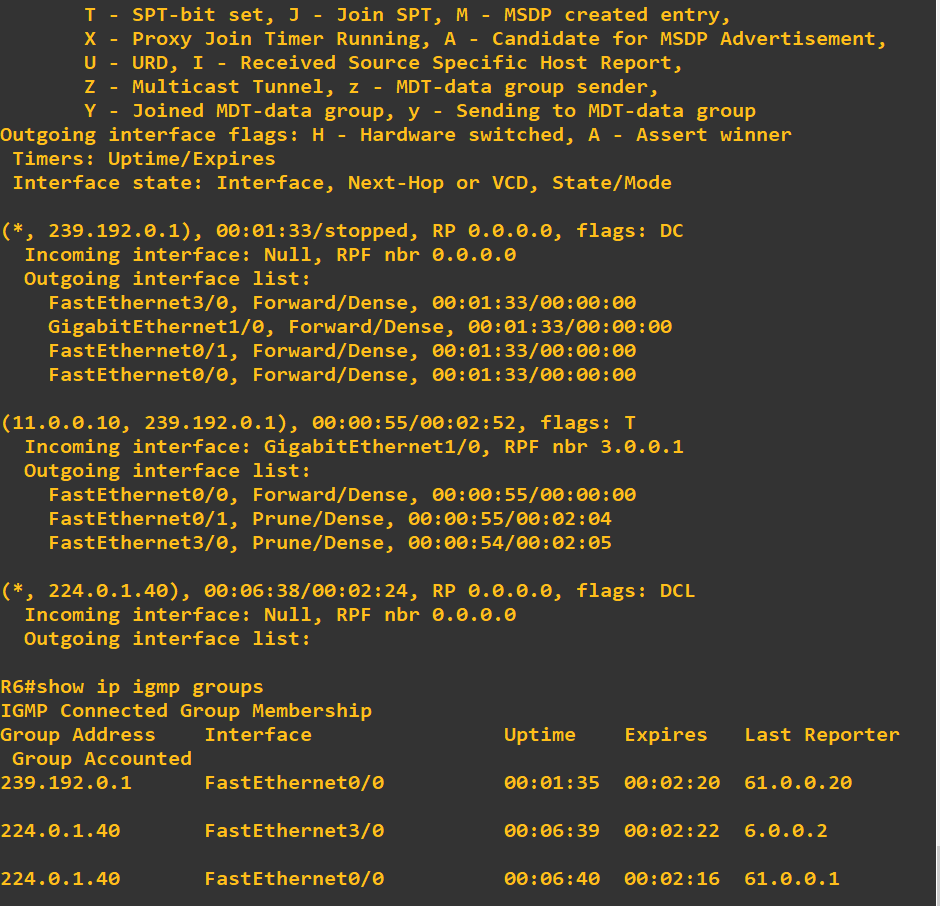 T - SPT-bit set, J - Join SPT, M - MSDP created entry,
X - Proxy Join Timer Running, A - Candidate for MSDP Advertisement,
U - URD, I - Received Source Specific Host Report,
Z - Multicast Tunnel, z - MDT-data group sender,
Y - Joined MDT-data group, y - Sending to MDT-data group
Outgoing interface flags: H - Hardware switched, A - Assert winner
Timers: Uptime/Expires
Interface state: Interface, Next-Hop or VCD, State/Mode
(*, 239.192.0.1), 00:01:33/stopped, RP 0.0.0.0, flags: DC
Incoming interface: Null, RPF nbr 0.0.0.0
Outgoing interface list:
FastEthernet3/0, Forward/Dense, 00:01:33/00:00:00
GigabitEthernet1/0, Forward/Dense, 00:01:33/00:00:00
FastEthernet0/1, Forward/Dense, 00:01:33/00:00:00
FastEthernet0/0, Forward/Dense, 00:01:33/00:00:00
(11.0.0.10, 239.192.0.1), 00:00:55/00:02:52, flags: T
Incoming interface: GigabitEthernet1/0, RPF nbr 3.0.0.1
Outgoing interface list:
FastEthernet0/0, Forward/Dense, 00:00:55/00:00:00
FastEthernet0/1, Prune/Dense, 00:00:55/00:02:04
FastEthernet3/0, Prune/Dense, 00:00:54/00:02:05
(*, 224.0.1.40), 00:06:38/00:02:24, RP 0.0.0.0, flags: DCL
Incoming interface: Null, RPF nbr 0.0.0.0
Outgoing interface list:
R6#show ip igmp groups
IGMP Connected Group Membership
Group Address    Interface                Uptime    Expires   Last Reporter
Group Accounted
239.192.0.1      FastEthernet0/0          00:01:35  00:02:20  61.0.0.20
224.0.1.40       FastEthernet3/0          00:06:39  00:02:22  6.0.0.2
224.0.1.40       FastEthernet0/0          00:06:40  00:02:16  61.0.0.1